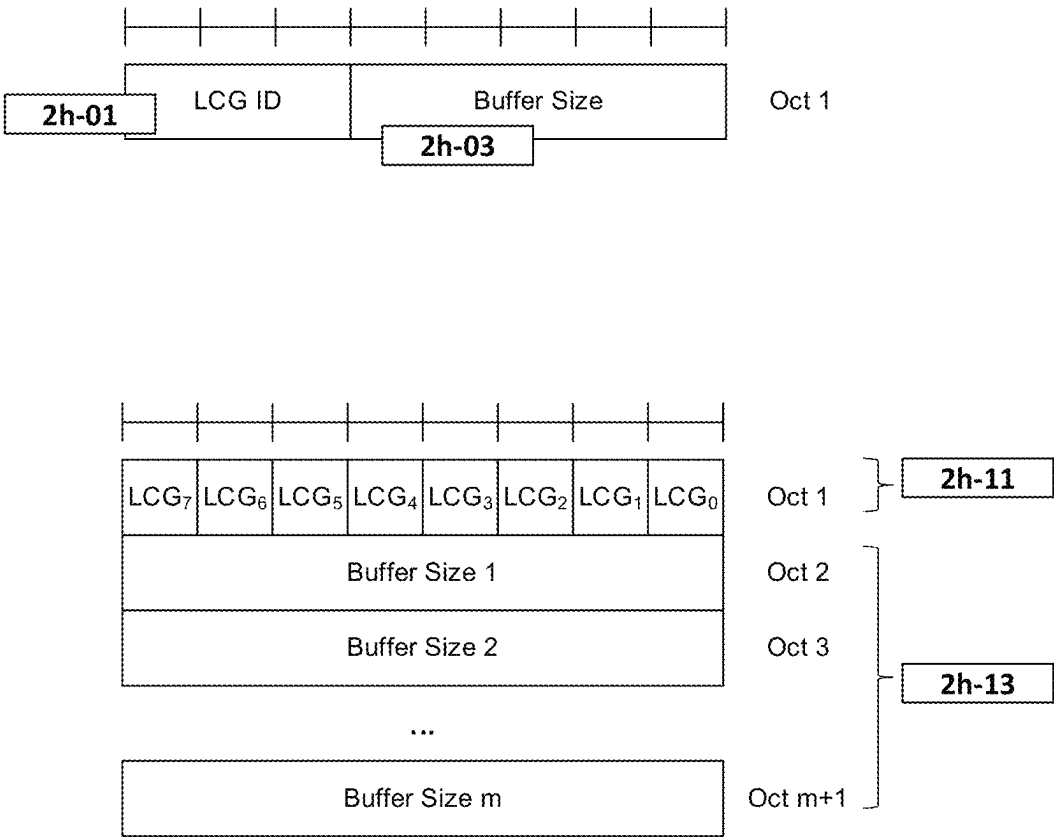 LCG ID Buffer Size Oct 1
2h-01
2h-03
2h-11
LCG₇ LCG₆ LCG₅ LCG₄ LCG₃ LCG₂ LCG₁ LCG₀ Oct 1
Buffer Size 1 Oct 2
Buffer Size 2 Oct 3
2h-13
...
Buffer Size m Oct m+1